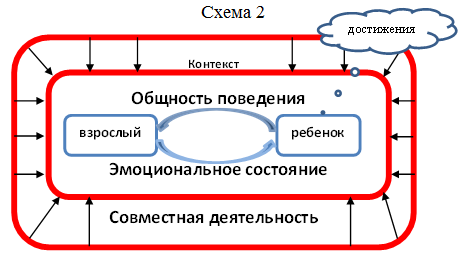 Схема 2
достижения
Контекст
Общность поведения
взрослый
ребенок
Эмоциональное состояние
Совместная деятельность